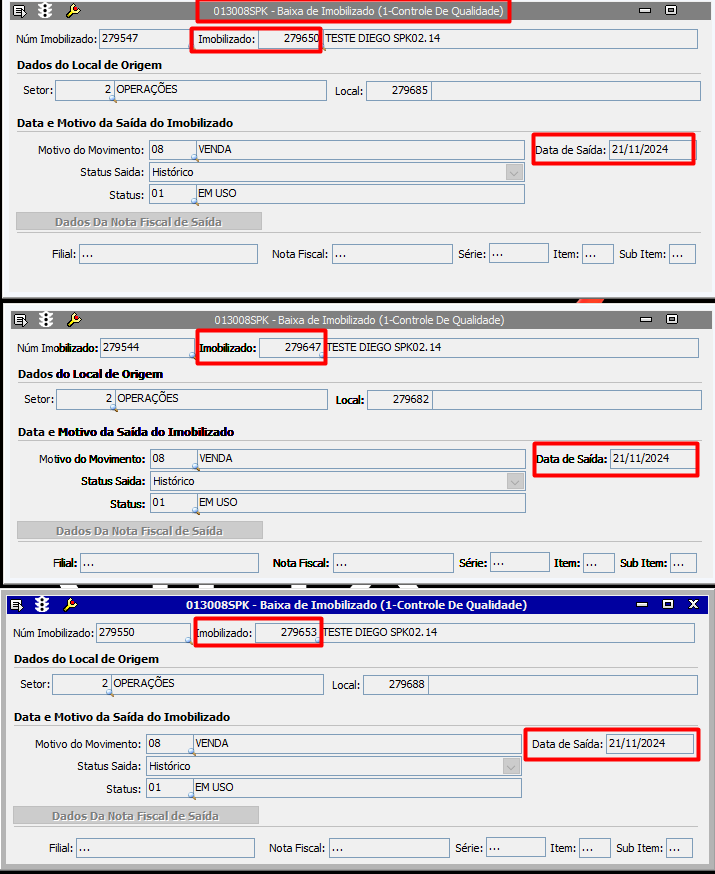 013008SPK - Baixa de Imobilizado (1-Controle De Qualidade)
Núm Imobilizado: 279547 Imobilizado: 279650 TESTE DIEGO SPK02.14
Dados do Local de Origem
Setor: 2 OPERAÇÕES Local: 279685
Data e Motivo da Saída do Imobilizado
Motivo do Movimento: 08 VENDA Data de Saída: 21/11/2024
Status Saida: Histórico
Status: 01 EM USO
Dados Da Nota Fiscal de Saída
Filial: ... Nota Fiscal: ... Série: ... Item: ... Sub Item: ...
013008SPK - Baixa de Imobilizado (1-Controle De Qualidade)
Núm Imobilizado: 279544 Imobilizado: 279647 TESTE DIEGO SPK02.14
Dados do Local de Origem
Setor: 2 OPERAÇÕES Local: 279682
Data e Motivo da Saída do Imobilizado
Motivo do Movimento: 08 VENDA Data de Saída: 21/11/2024
Status Saida: Histórico
Status: 01 EM USO
Dados Da Nota Fiscal de Saída
Filial: ... Nota Fiscal: ... Série: ... Item: ... Sub Item: ...
013008SPK - Baixa de Imobilizado (1-Controle De Qualidade)
Núm Imobilizado: 279550 Imobilizado: 279653 TESTE DIEGO SPK02.14
Dados do Local de Origem
Setor: 2 OPERAÇÕES Local: 279688
Data e Motivo da Saída do Imobilizado
Motivo do Movimento: 08 VENDA Data de Saída: 21/11/2024
Status Saida: Histórico
Status: 01 EM USO
Dados Da Nota Fiscal de Saída
Filial: ... Nota Fiscal: ... Série: ... Item: ... Sub Item: ...